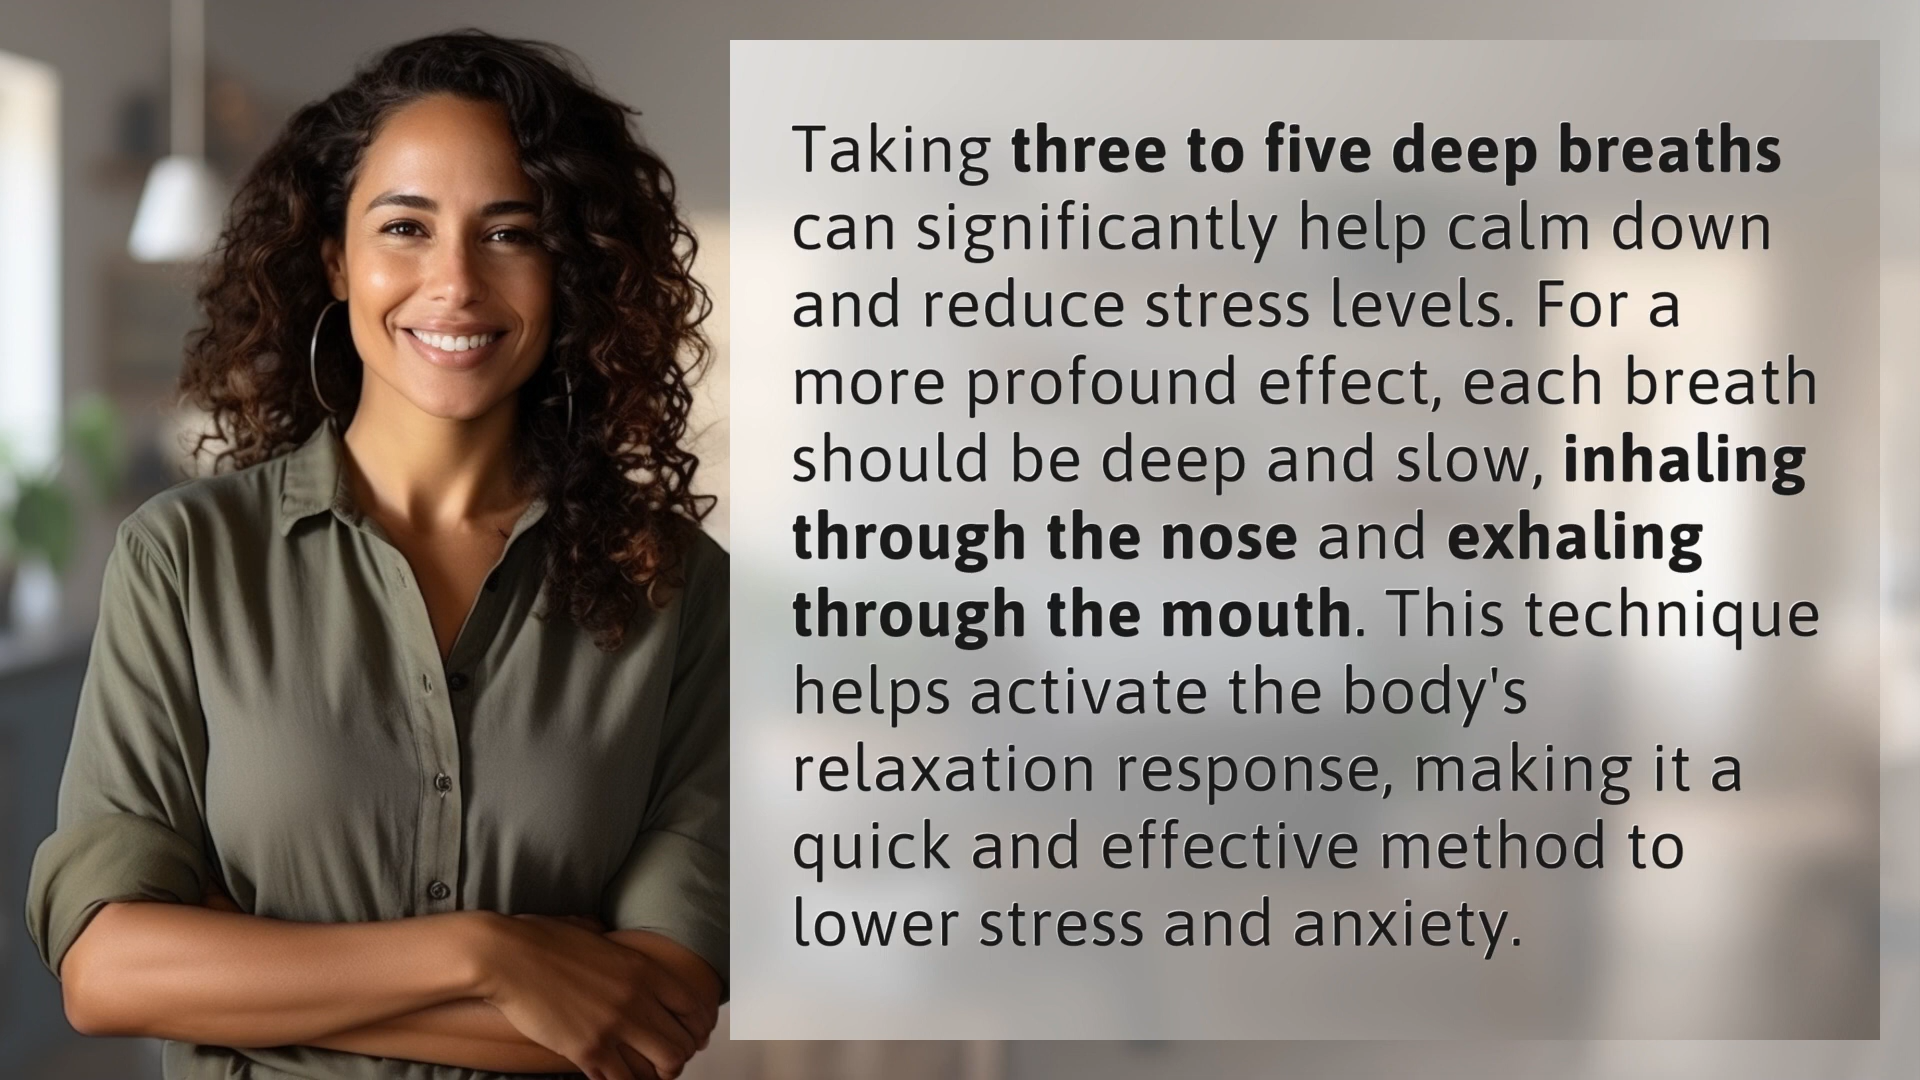 Taking three to five deep breaths
can significantly help calm down
and reduce stress levels. For a
more profound effect, each breath
should be deep and slow, inhaling
through the nose and exhaling
through the mouth. This technique
helps activate the body's
relaxation response, making it a
quick and effective method to
lower stress and anxiety.